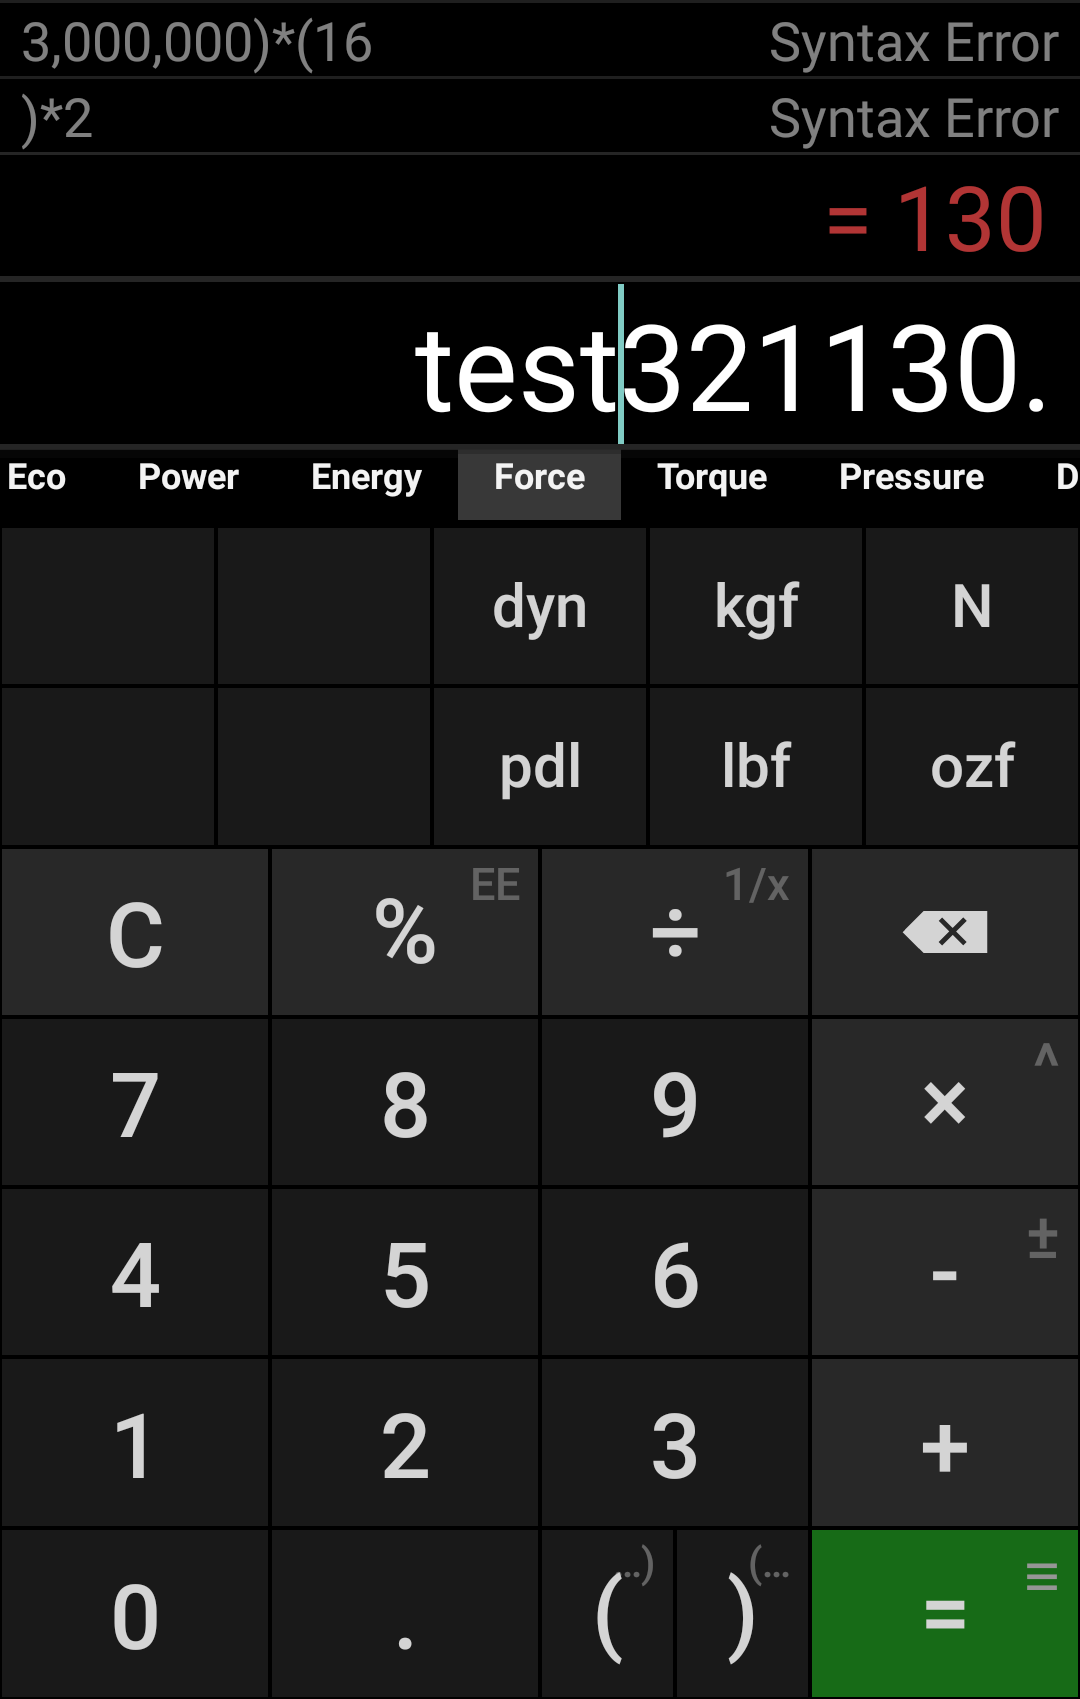 3,000,000)*(16 Syntax Error
)*2 Syntax Error
= 130
test321130.
Eco Power Energy Force Torque Pressure D
dyn kgf N
pdl lbf ozf
C % EE ÷ 1/x
7 8 9 × ^
4 5 6 - ±
1 2 3 +
0 . ( ..) ) (... = ≡